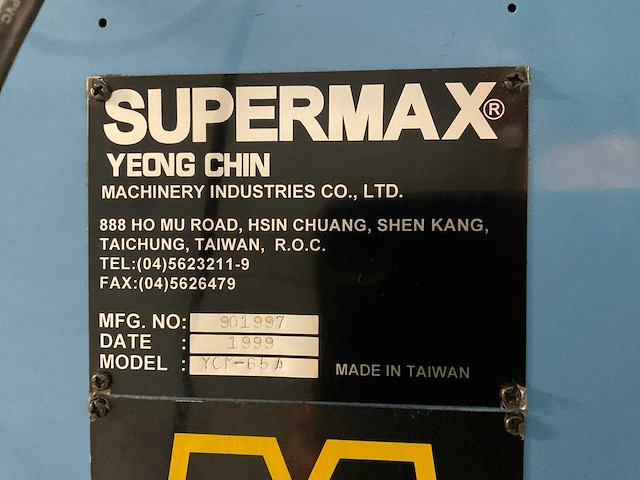 PVC
SUPERMAX®
YEONG CHIN
MACHINERY INDUSTRIES CO., LTD.
888 HO MU ROAD, HSIN CHUANG, SHEN KANG,
TAICHUNG, TAIWAN, R.O.C.
TEL:(04)5623211-9
FAX:(04)5626479
MFG. NO: 901997
DATE : 1999
MODEL : YCM-65A
MADE IN TAIWAN